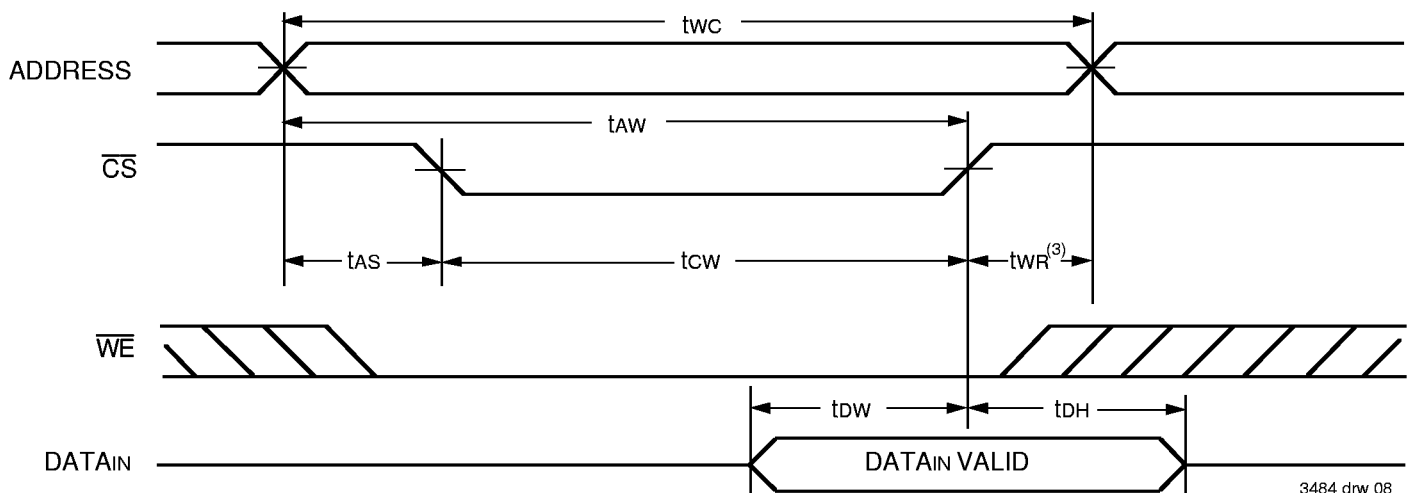 tWC
ADDRESS
tAW
CS
tAS
tCW
tWR(3)
WE
tDW
tDH
DATAIN
DATAIN VALID
3484 drw 08